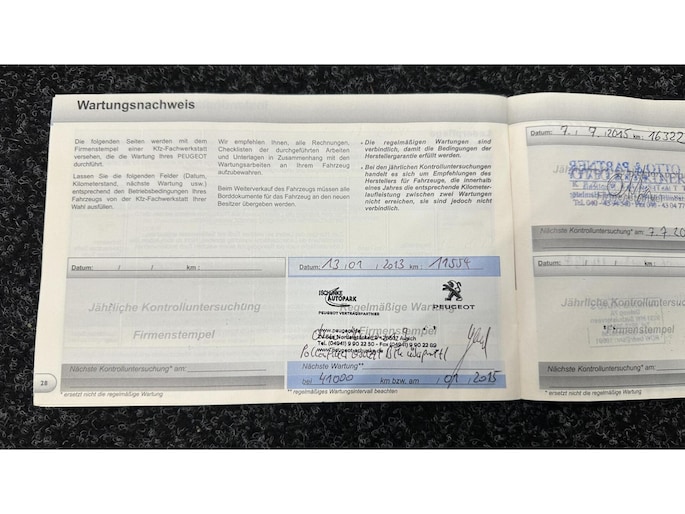 Wartungsnachweis
Die folgenden Seiten werden mit dem
Firmenstempel einer Kfz-Fachwerkstatt
versehen, die die Wartung Ihres PEUGEOT
durchführt.
Lassen Sie die folgenden Felder (Datum,
Kilometerstand, nächste Wartung usw.)
entsprechend den Betriebsbedingungen Ihres
Fahrzeugs von der Kfz-Werkstatt Ihrer
Wahl ausfüllen.
Wir empfehlen Ihnen, alle Rechnungen,
Checklisten der durchgeführten Arbeiten
und Unterlagen in Zusammenhang mit den
Wartungsarbeiten an Ihrem Fahrzeug
aufzubewahren.
Beim Weiterverkauf des Fahrzeugs müssen alle
Borddokumente für das Fahrzeug an den neuen
Besitzer übergeben werden.
• Die regelmäßigen Wartungen sind
verbindlich, damit die Bedingungen der
Herstellergarantie erfüllt werden.
• Bei den jährlichen Kontrolluntersuchungen
handelt es sich um Empfehlungen des
Herstellers für Fahrzeuge, die innerhalb
eines Jahres die entsprechende Kilometer-
laufleistung zwischen zwei Wartungen
nicht erreichen, sie sind jedoch nicht
verbindlich.
Datum: / / km :
Jährliche Kontrolluntersuchung
Firmenstempel
Nächste Kontrolluntersuchung* am:
* ersetzt nicht die regelmäßige Wartung
28
Datum: 13 / 01 / 2013 km : 11554
AUTOPARK
PEUGEOT VERTRAGSPARTNER
PEUGEOT
Regelmäßige Wartung
Firmenstempel
Nächste Wartung**
bei 41000 km bzw. am / 01 / 2015
** regelmäßiges Wartungsintervall beachten
Datum: 7. / 7. / 2015 km : 16322
Nächste Kontrolluntersuchung* am: 7.7.20
Datum: / / km :
Jährliche Kontrollunter
Firmenstempel
Nächste Kontrolluntersuchung* am:
* ersetzt nicht die regelmäßige Wartung